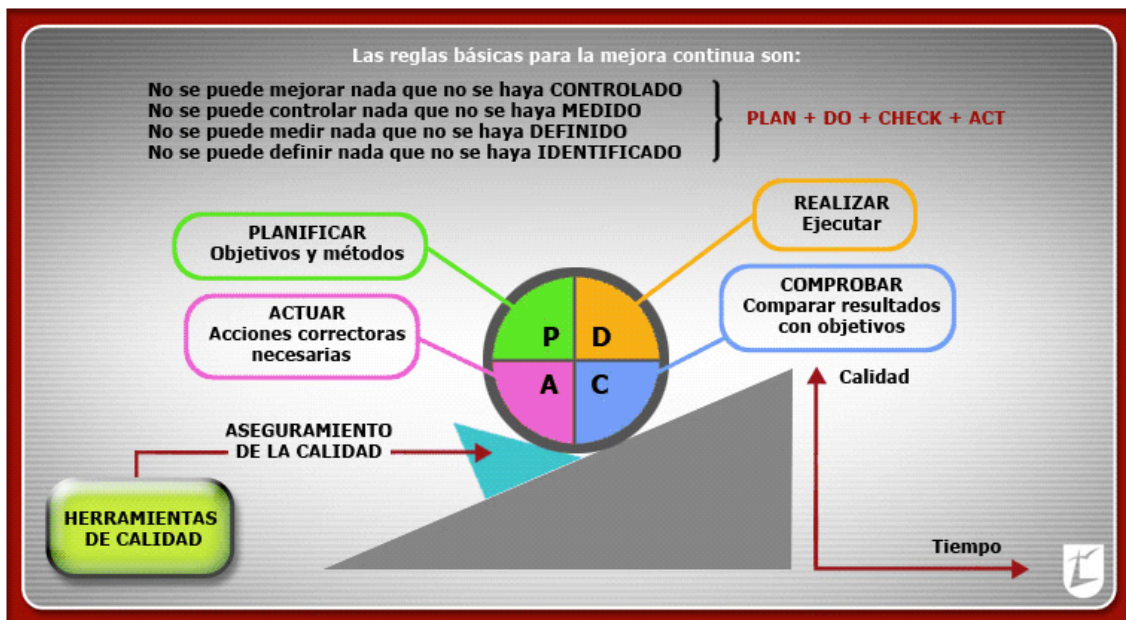 Las reglas básicas para la mejora continua son:
No se puede mejorar nada que no se haya CONTROLADO
No se puede controlar nada que no se haya MEDIDO
No se puede medir nada que no se haya DEFINIDO
No se puede definir nada que no se haya IDENTIFICADO
PLAN + DO + CHECK + ACT
PLANIFICAR
Objetivos y métodos
REALIZAR
Ejecutar
ACTUAR
Acciones correctoras
necesarias
COMPROBAR
Comparar resultados
con objetivos
P D
A C
Calidad
ASEGURAMIENTO
DE LA CALIDAD
HERRAMIENTAS
DE CALIDAD
Tiempo